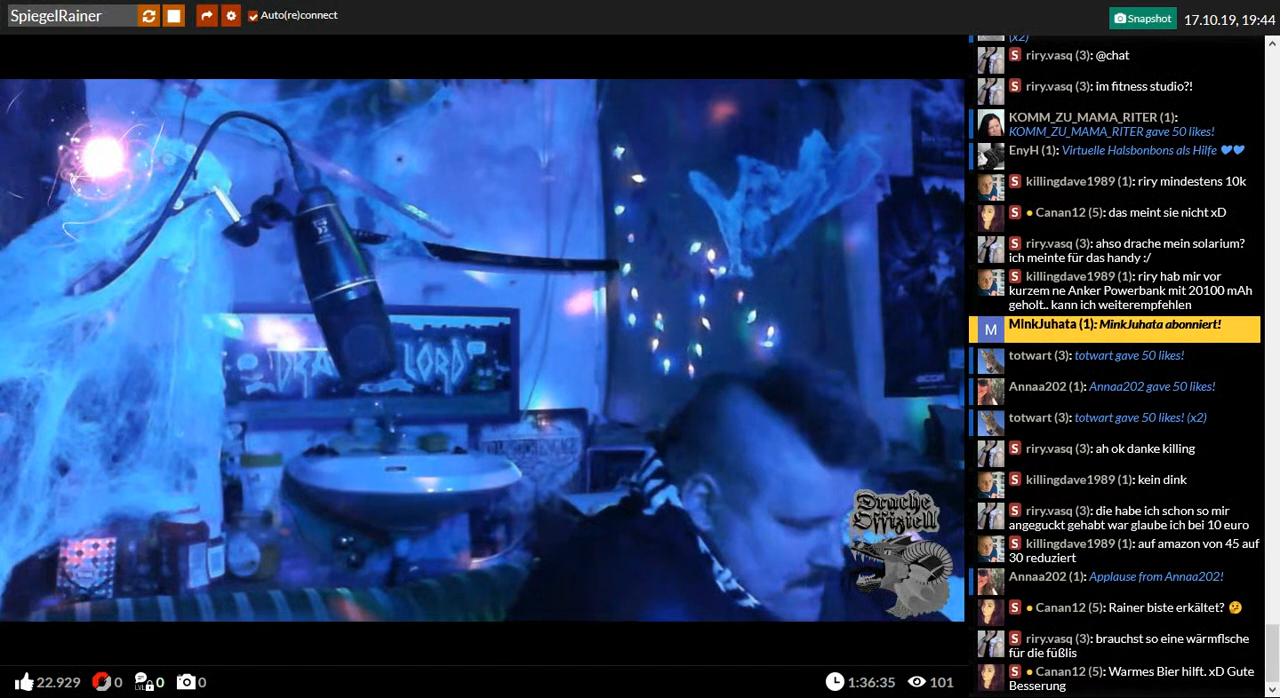 SpiegelRainer
Auto(re)connect
Snapshot
17.10.19, 19:44
(x2)
S riry.vasq (3): @chat
S riry.vasq (3): im fitness studio?!
KOMM_ZU_MAMA_RITER (1):
KOMM_ZU_MAMA_RITER gave 50 likes!
EnyH (1): Virtuelle Halsbonbons als Hilfe 💙💙
S killingdave1989 (1): riry mindestens 10k
S Canan12 (5): das meint sie nicht xD
S riry.vasq (3): ahso drache mein solarium?
ich meinte für das handy :/
S killingdave1989 (1): riry hab mir vor
kurzem ne Anker Powerbank mit 20100 mAh
geholt.. kann ich weiterempfehlen
M MinkJuhata (1): MinkJuhata abonniert!
totwart (3): totwart gave 50 likes!
Annaa202 (1): Annaa202 gave 50 likes!
totwart (3): totwart gave 50 likes! (x2)
S riry.vasq (3): ah ok danke killing
S killingdave1989 (1): kein dink
S riry.vasq (3): die habe ich schon so mir
angeguckt gehabt war glaube ich bei 10 euro
S killingdave1989 (1): auf amazon von 45 auf
30 reduziert
Annaa202 (1): Applause from Annaa202!
S Canan12 (5): Rainer biste erkältet? 🤔
S riry.vasq (3): brauchst so eine wärmflsche
für die füßlis
S Canan12 (5): Warmes Bier hilft. xD Gute
Besserung
LORD
Drache
Offiziell
22.929
0
LVL
0
0
1:36:35
101